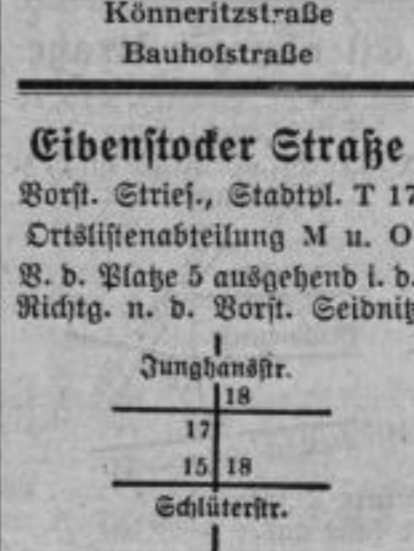 Könneritzstraße
Bauhofstraße
Eibenstocker Straße
Vorst. Stries., Stadtpl. T 17
Ortslistenabteilung M u. O
V. d. Platze 5 ausgehend i. d.
Richtg. n. d. Vorst. Seidnitz
Junghansstr.
18
17
15 18
Schlüterstr.